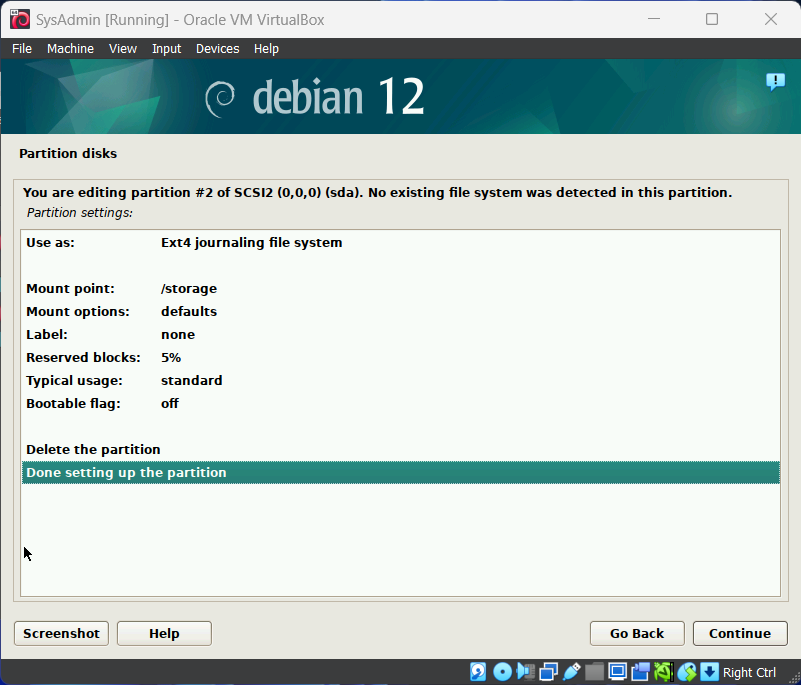 SysAdmin [Running] - Oracle VM VirtualBox
File Machine View Input Devices Help
debian 12
Partition disks
You are editing partition #2 of SCSI2 (0,0,0) (sda). No existing file system was detected in this partition.
Partition settings:
Use as: Ext4 journaling file system
Mount point: /storage
Mount options: defaults
Label: none
Reserved blocks: 5%
Typical usage: standard
Bootable flag: off
Delete the partition
Done setting up the partition
Screenshot Help Go Back Continue
Right Ctrl